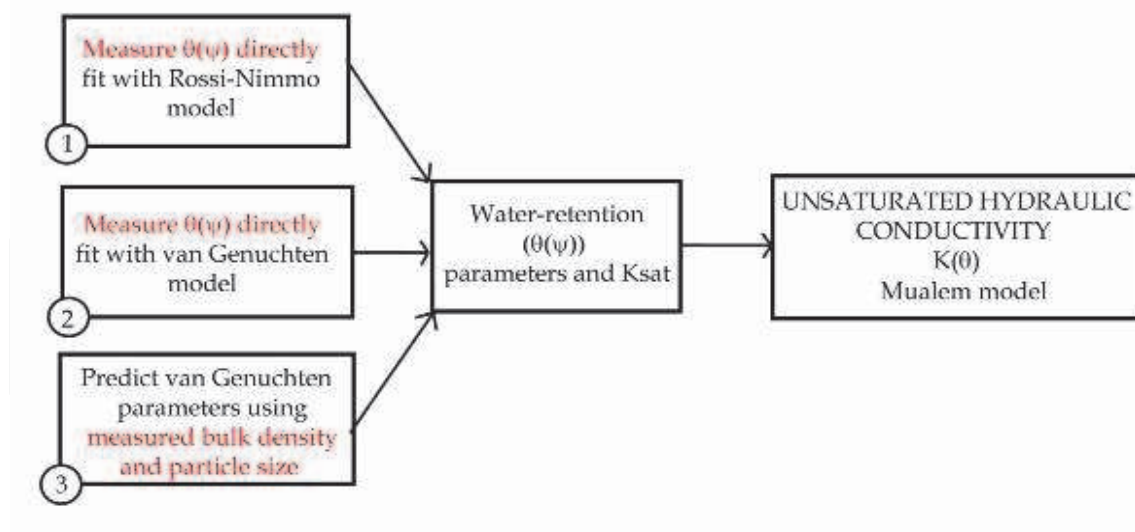 Measure θ(ψ) directly
fit with Rossi-Nimmo
model
1
Measure θ(ψ) directly
fit with van Genuchten
model
2
Predict van Genuchten
parameters using
measured bulk density
and particle size
3
Water-retention
(θ(ψ))
parameters and Ksat
UNSATURATED HYDRAULIC
CONDUCTIVITY
K(θ)
Mualem model